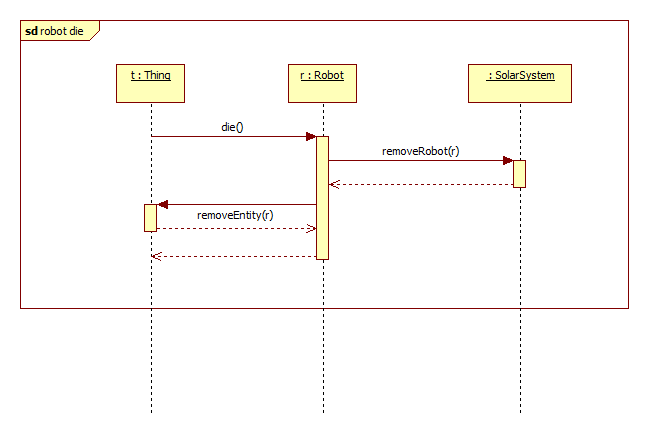 sd robot die
t : Thing
r : Robot
: SolarSystem
die()
removeRobot(r)
removeEntity(r)